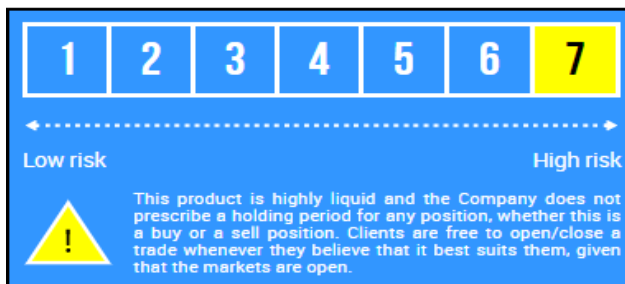 1 2 3 4 5 6 7
Low risk High risk
!
This product is highly liquid and the Company does not
prescribe a holding period for any position, whether this is
a buy or a sell position. Clients are free to open/close a
trade whenever they believe that it best suits them, given
that the markets are open.